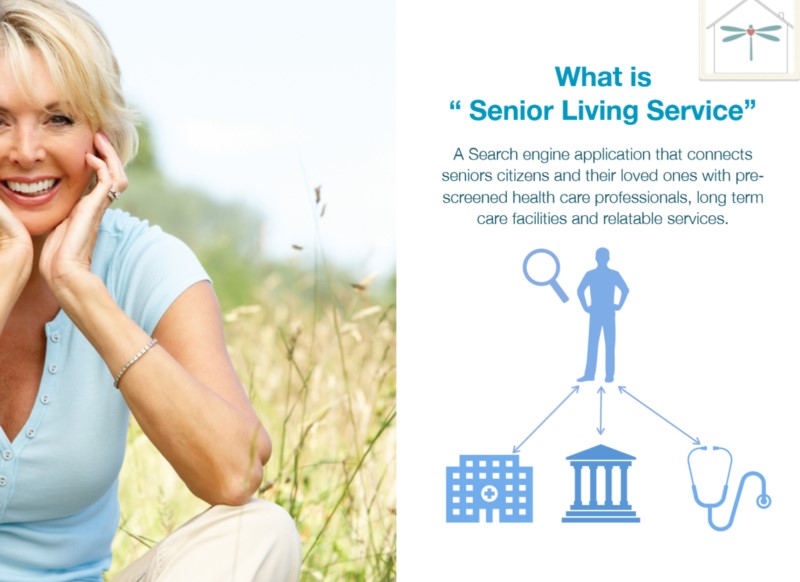 What is
“ Senior Living Service”
A Search engine application that connects
seniors citizens and their loved ones with pre-
screened health care professionals, long term
care facilities and relatable services.